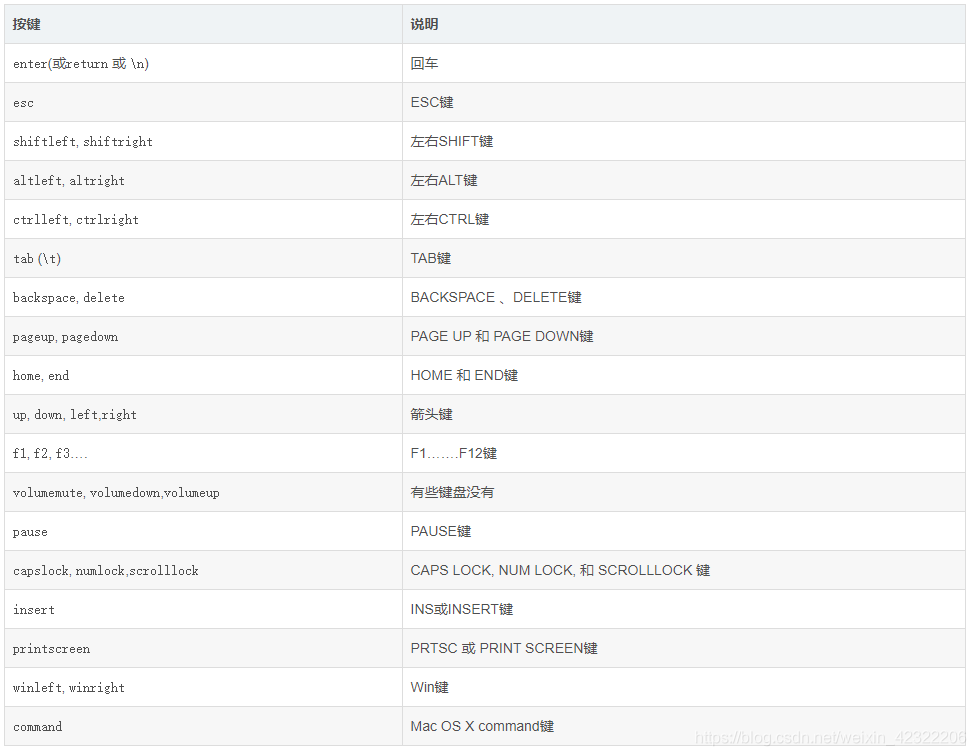 按键 说明
enter(或return 或 \n) 回车
esc ESC键
shiftleft, shiftright 左右SHIFT键
altleft, altright 左右ALT键
ctrlleft, ctrlright 左右CTRL键
tab (\t) TAB键
backspace, delete BACKSPACE 、DELETE键
pageup, pagedown PAGE UP 和 PAGE DOWN键
home, end HOME 和 END键
up, down, left,right 箭头键
f1, f2, f3.... F1…….F12键
volumemute, volumedown,volumeup 有些键盘没有
pause PAUSE键
capslock, numlock,scrolllock CAPS LOCK, NUM LOCK, 和 SCROLLLOCK 键
insert INS或INSERT键
printscreen PRTSC 或 PRINT SCREEN键
winleft, winright Win键
command Mac OS X command键
https://blog.csdn.net/weixin_42322206